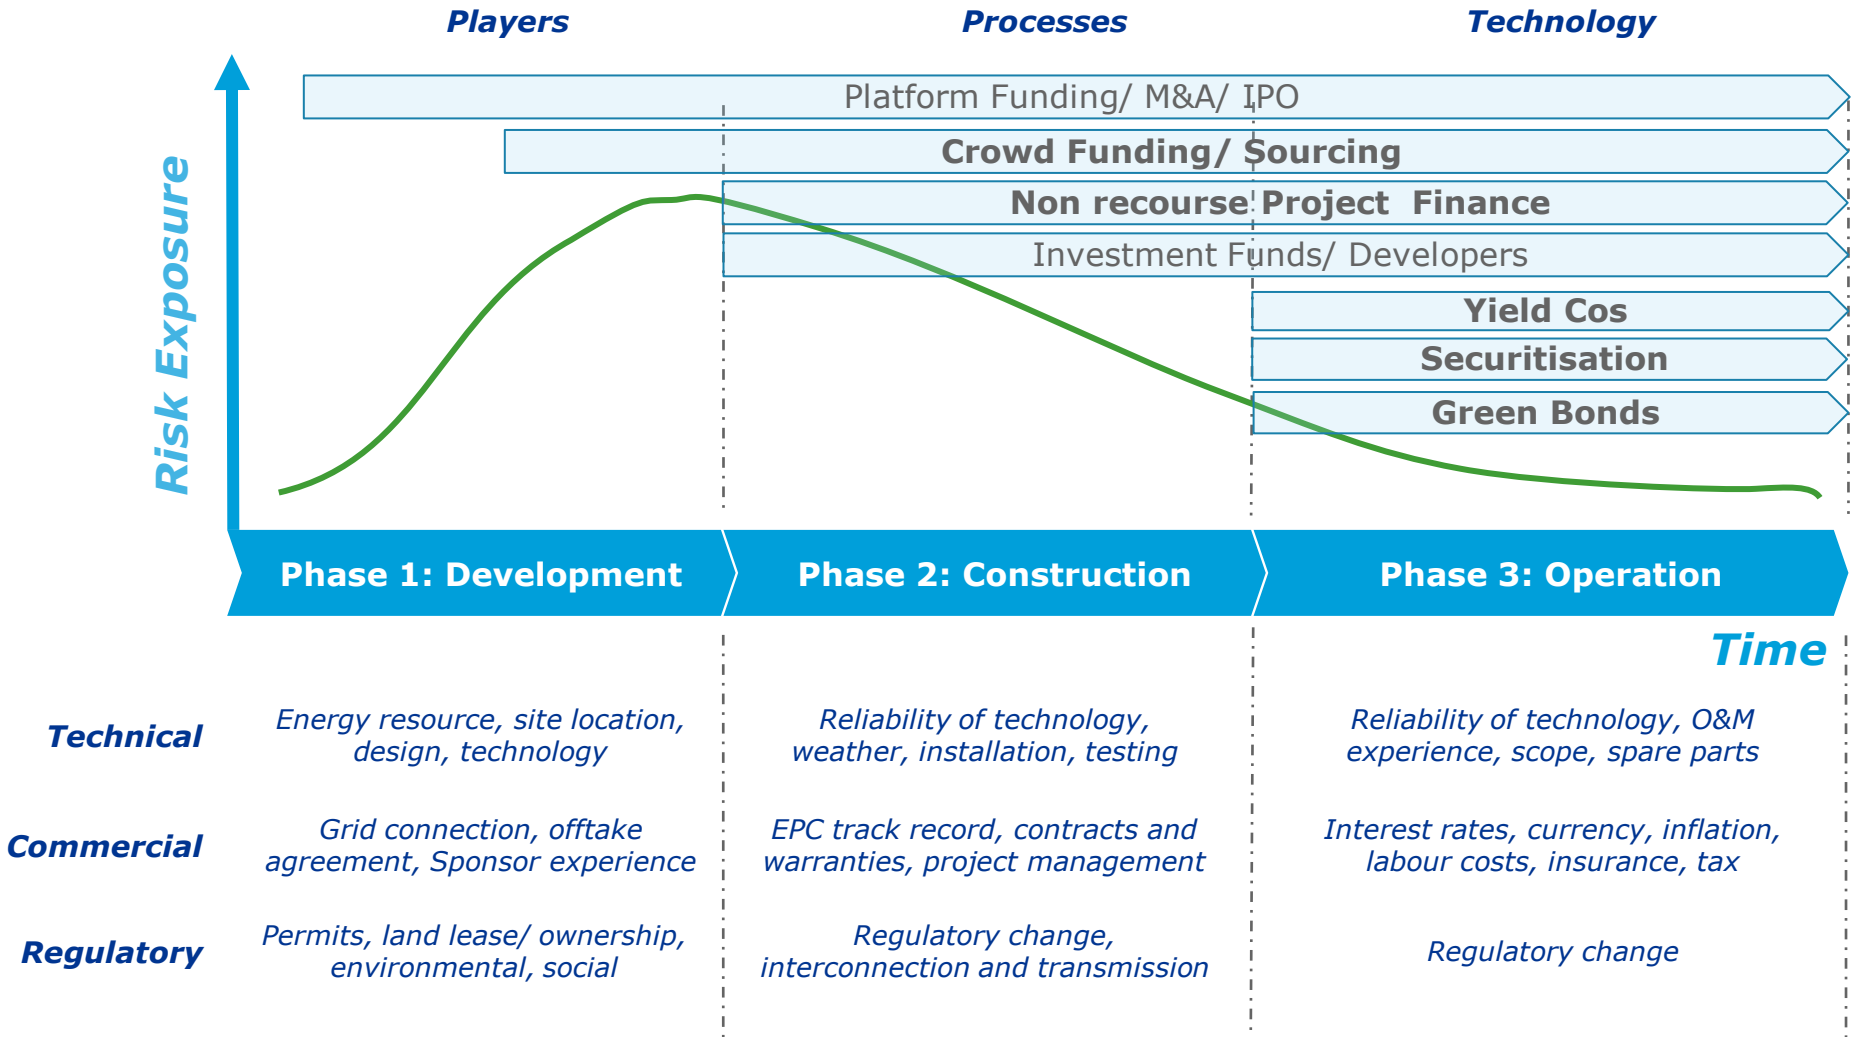 Players
Processes
Technology
Risk Exposure
Platform Funding/ M&A/ IPO
Crowd Funding/ Sourcing
Non recourse Project  Finance
Investment Funds/ Developers
Yield Cos
Securitisation
Green Bonds
Phase 1: Development
Phase 2: Construction
Phase 3: Operation
Time
Technical
Energy resource, site location,
design, technology
Reliability of technology,
weather, installation, testing
Reliability of technology, O&M
experience, scope, spare parts
Commercial
Grid connection, offtake
agreement, Sponsor experience
EPC track record, contracts and
warranties, project management
Interest rates, currency, inflation,
labour costs, insurance, tax
Regulatory
Permits, land lease/ ownership,
environmental, social
Regulatory change,
interconnection and transmission
Regulatory change